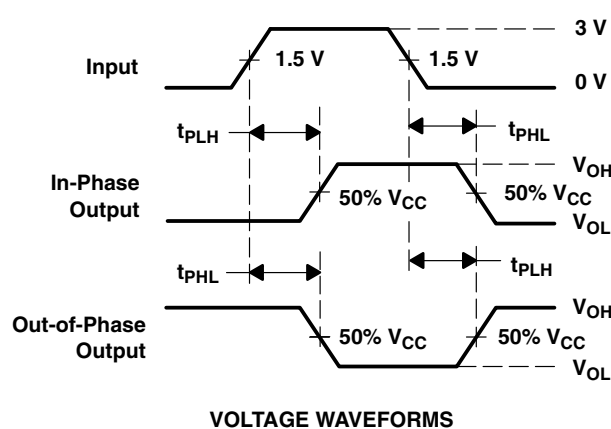 3 V
Input
1.5 V
1.5 V
0 V
tPLH
tPHL
VOH
In-Phase
Output
50% VCC
50% VCC
VOL
tPHL
tPLH
VOH
Out-of-Phase
Output
50% VCC
50% VCC
VOL
VOLTAGE WAVEFORMS